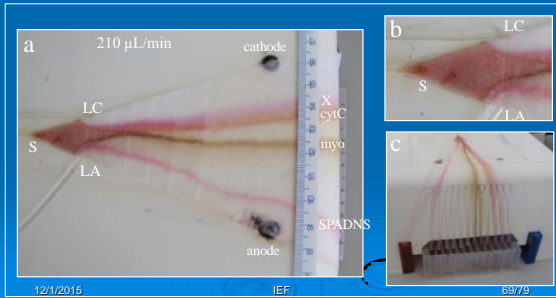 a
210 µL/min
cathode
LC
X
cytC
S
myo
LA
SPADNS
anode
b
LC
S
LA
c
12/1/2015
IEF
69/79